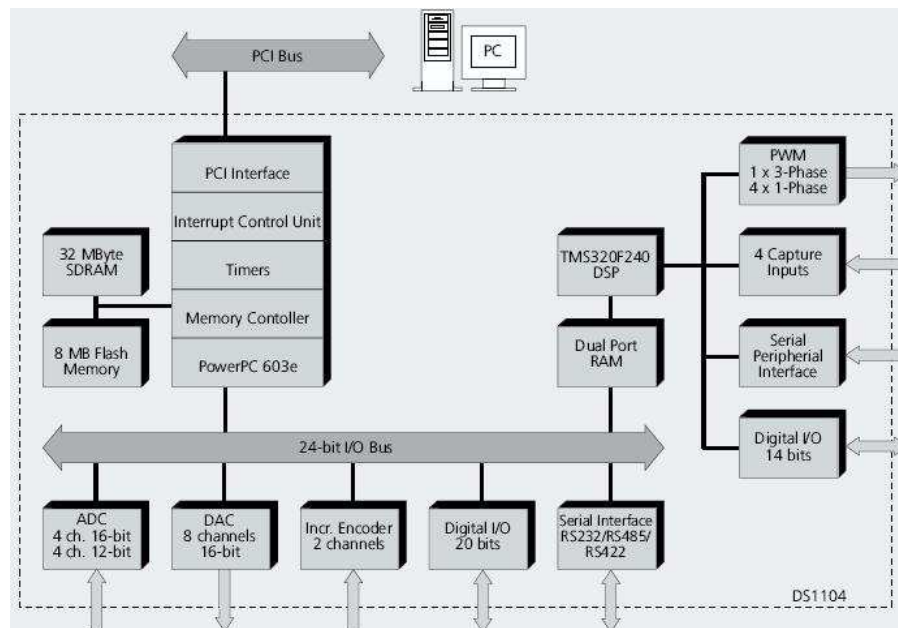 PCI Bus
PC
PCI Interface
Interrupt Control Unit
Timers
Memory Contoller
PowerPC 603e
32 MByte
SDRAM
8 MB Flash
Memory
TMS320F240
DSP
Dual Port
RAM
PWM
1 x 3-Phase
4 x 1-Phase
4 Capture
Inputs
Serial
Peripherial
Interface
Digital I/O
14 bits
24-bit I/O Bus
ADC
4 ch. 16-bit
4 ch. 12-bit
DAC
8 channels
16-bit
Incr. Encoder
2 channels
Digital I/O
20 bits
Serial Interface
RS232/RS485/
RS422
DS1104